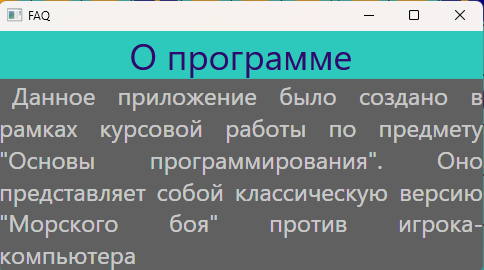 FAQ
О программе
Данное приложение было создано в
рамках курсовой работы по предмету
"Основы программирования". Оно
представляет собой классическую версию
"Морского боя" против игрока-
компьютера